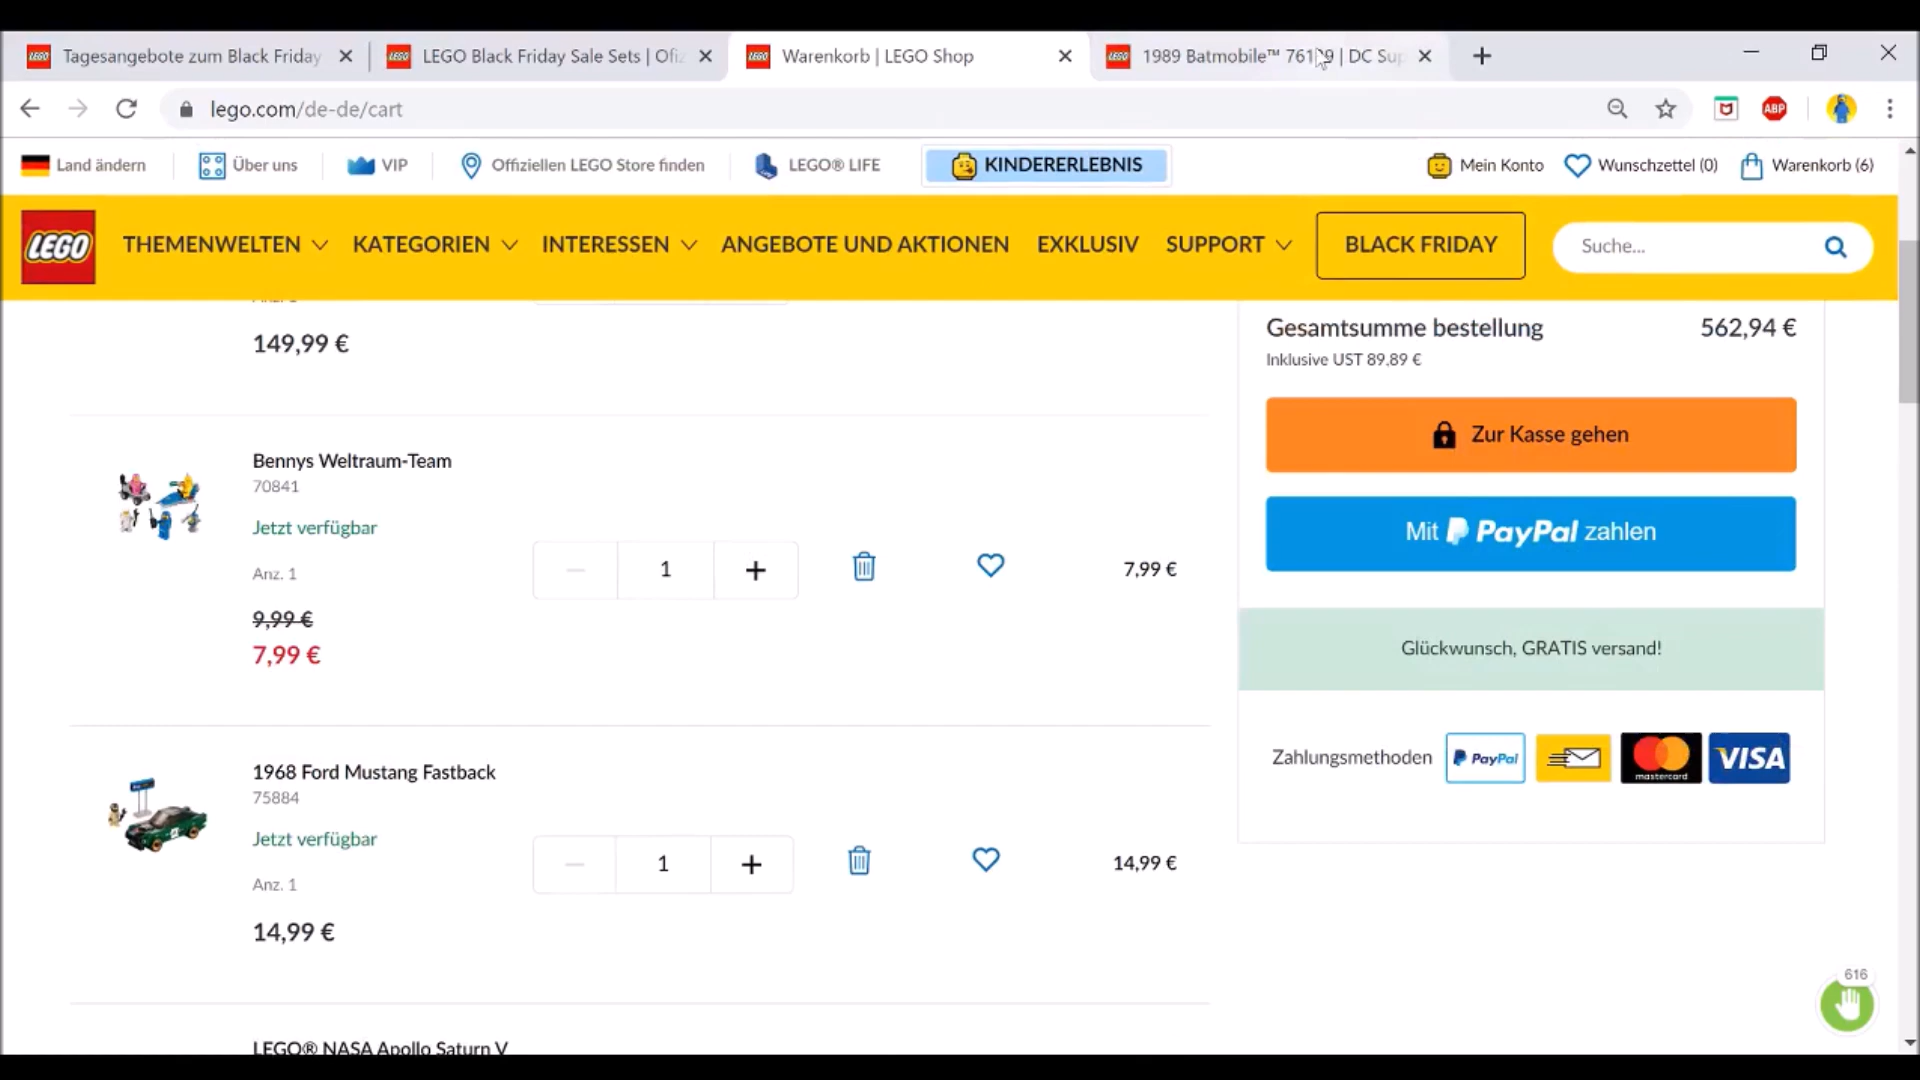 Tagesangebote zum Black Friday
LEGO Black Friday Sale Sets | Ofiz
Warenkorb | LEGO Shop
1989 Batmobile™ 76139 | DC Sup
lego.com/de-de/cart
ABP
Land ändern
Über uns
VIP
Offiziellen LEGO Store finden
LEGO® LIFE
KINDERERLEBNIS
Mein Konto
Wunschzettel (0)
Warenkorb (6)
LEGO
THEMENWELTEN
KATEGORIEN
INTERESSEN
ANGEBOTE UND AKTIONEN
EXKLUSIV
SUPPORT
BLACK FRIDAY
Suche...
149,99 €
Bennys Weltraum-Team
70841
Jetzt verfügbar
Anz. 1
9,99 €
7,99 €
1
7,99 €
1968 Ford Mustang Fastback
75884
Jetzt verfügbar
Anz. 1
14,99 €
1
14,99 €
LEGO® NASA Apollo Saturn V
Gesamtsumme bestellung 562,94 €
Inklusive UST 89,89 €
Zur Kasse gehen
Mit PayPal zahlen
Glückwunsch, GRATIS versand!
Zahlungsmethoden
PayPal
mastercard
VISA
616